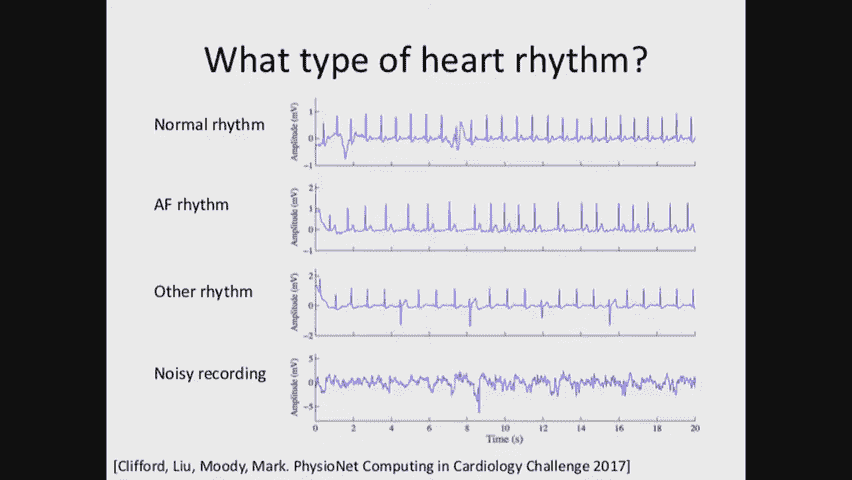 What type of heart rhythm?
Normal rhythm
Amplitude (mV)
1
0
-1
AF rhythm
Amplitude (mV)
2
1
0
-1
Other rhythm
Amplitude (mV)
2
0
-2
Noisy recording
Amplitude (mV)
5
0
-5
0 2 4 6 8 10 12 14 16 18 20
Time (s)
[Clifford, Liu, Moody, Mark. PhysioNet Computing in Cardiology Challenge 2017]